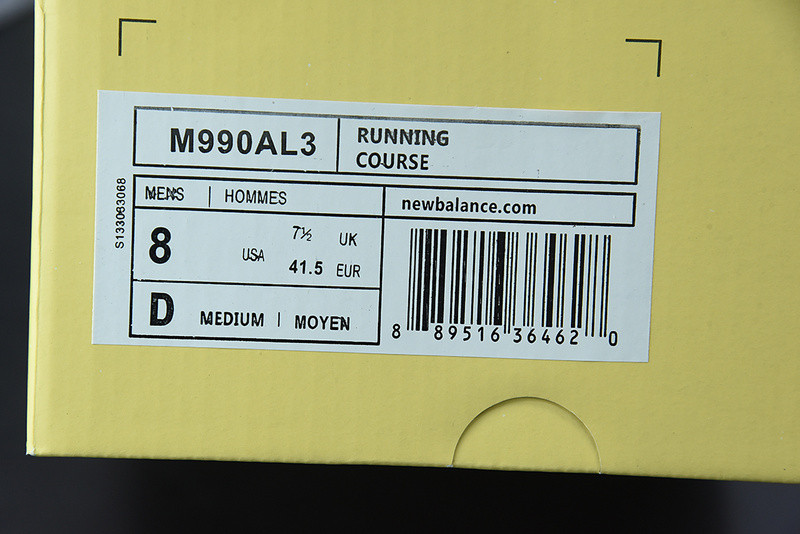 M990AL3
RUNNING
COURSE
S133063068
MENS | HOMMES
newbalance.com
8 USA 7½ UK
41.5 EUR
D MEDIUM | MOYEN
8 89516 36462 0